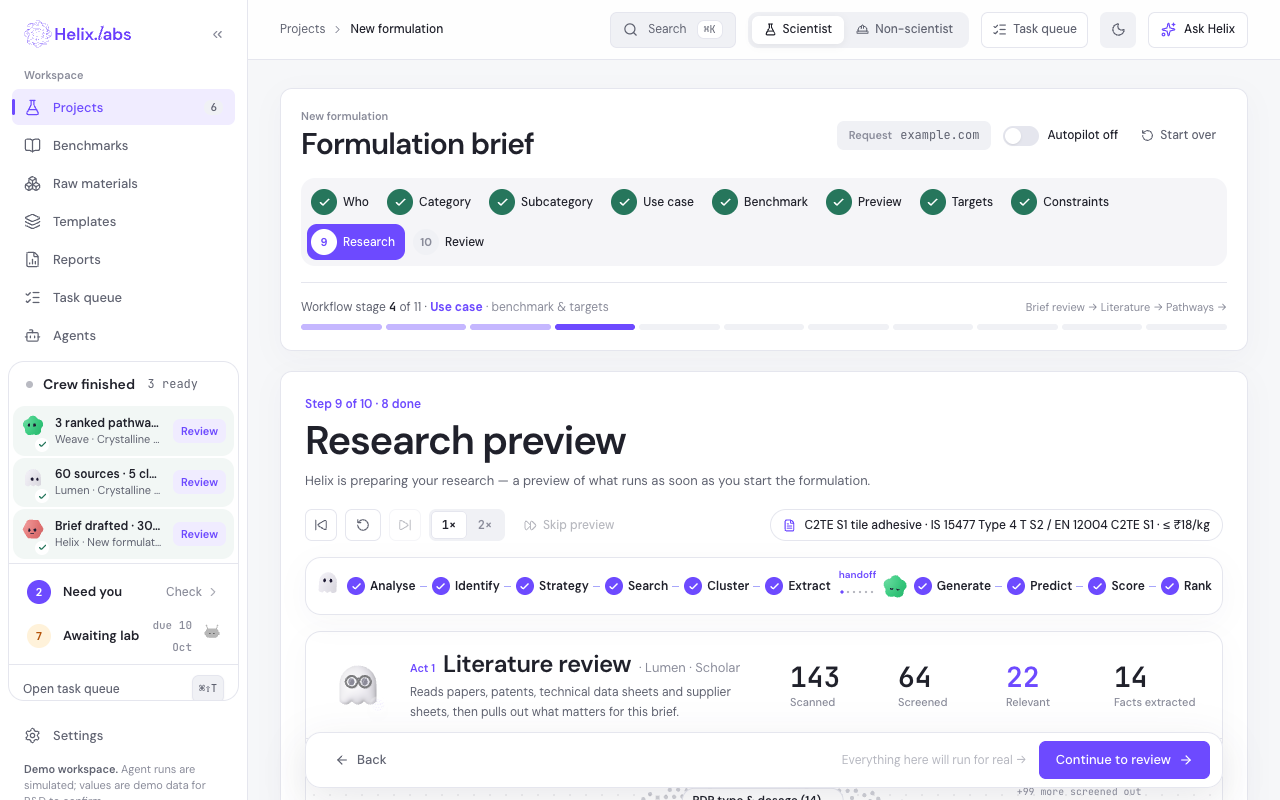 Helix.labs
Workspace
Projects 6
Benchmarks
Raw materials
Templates
Reports
Task queue
Agents
Crew finished 3 ready
3 ranked pathwa...
Weave · Crystalline ...
Review
60 sources · 5 cl...
Lumen · Crystalline ...
Review
Brief drafted · 30...
Helix · New formulat...
Review
2 Need you Check
7 Awaiting lab due 10 Oct
Open task queue ⌘⇧T
Settings
Demo workspace. Agent runs are
simulated; values are demo data for
Projects > New formulation
Search ⌘K
Scientist
Non-scientist
Task queue
Ask Helix
New formulation
Formulation brief
Request example.com
Autopilot off
Start over
Who
Category
Subcategory
Use case
Benchmark
Preview
Targets
Constraints
9 Research
10 Review
Workflow stage 4 of 11 · Use case · benchmark & targets
Brief review → Literature → Pathways →
Step 9 of 10 · 8 done
Research preview
Helix is preparing your research — a preview of what runs as soon as you start the formulation.
1× 2×
Skip preview
C2TE S1 tile adhesive · IS 15477 Type 4 T S2 / EN 12004 C2TE S1 · ≤ ₹18/kg
Analyse – Identify – Strategy – Search – Cluster – Extract
handoff
Generate – Predict – Score – Rank
Act 1 Literature review · Lumen · Scholar
Reads papers, patents, technical data sheets and supplier
sheets, then pulls out what matters for this brief.
143
Scanned
64
Screened
22
Relevant
14
Facts extracted
Back
Everything here will run for real →
Continue to review →
+99 more screened out